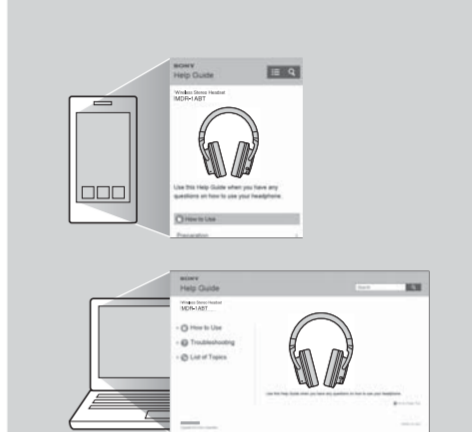 SONY
Help Guide
Wireless Stereo Headset
MDR-1ABT
Use this Help Guide when you have any
questions on how to use your headphone.
How to Use
Preparation
SONY
Help Guide
Search
Wireless Stereo Headset
MDR-1ABT
How to Use
Troubleshooting
List of Topics
Use this Help Guide when you have any questions on how to use your headphone.